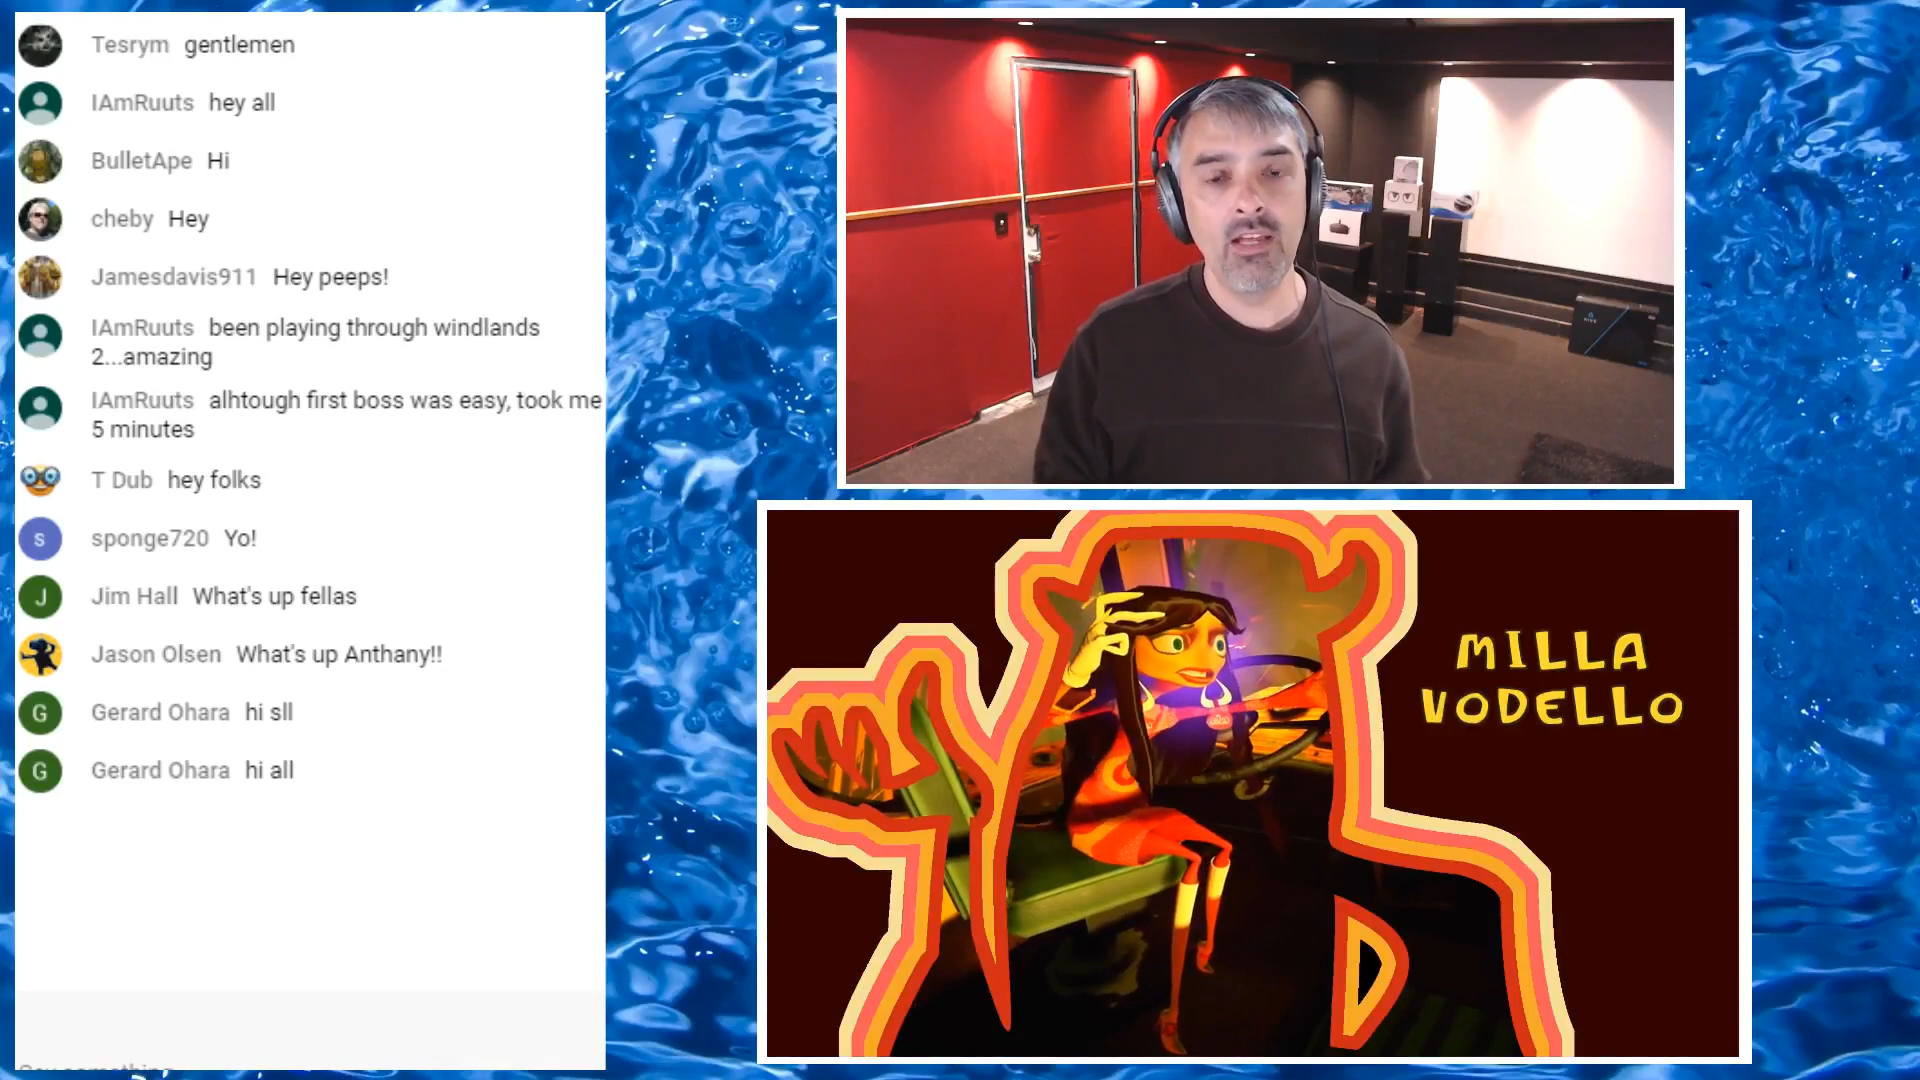 Tesrym gentlemen
IAmRuuts hey all
BulletApe Hi
cheby Hey
Jamesdavis911 Hey peeps!
IAmRuuts been playing through windlands
2...amazing
IAmRuuts alhtough first boss was easy, took me
5 minutes
T Dub hey folks
S
sponge720 Yo!
J
Jim Hall What's up fellas
Jason Olsen What's up Anthany!!
G
Gerard Ohara hi sll
G
Gerard Ohara hi all
VIVE
MILLA
VODELLO